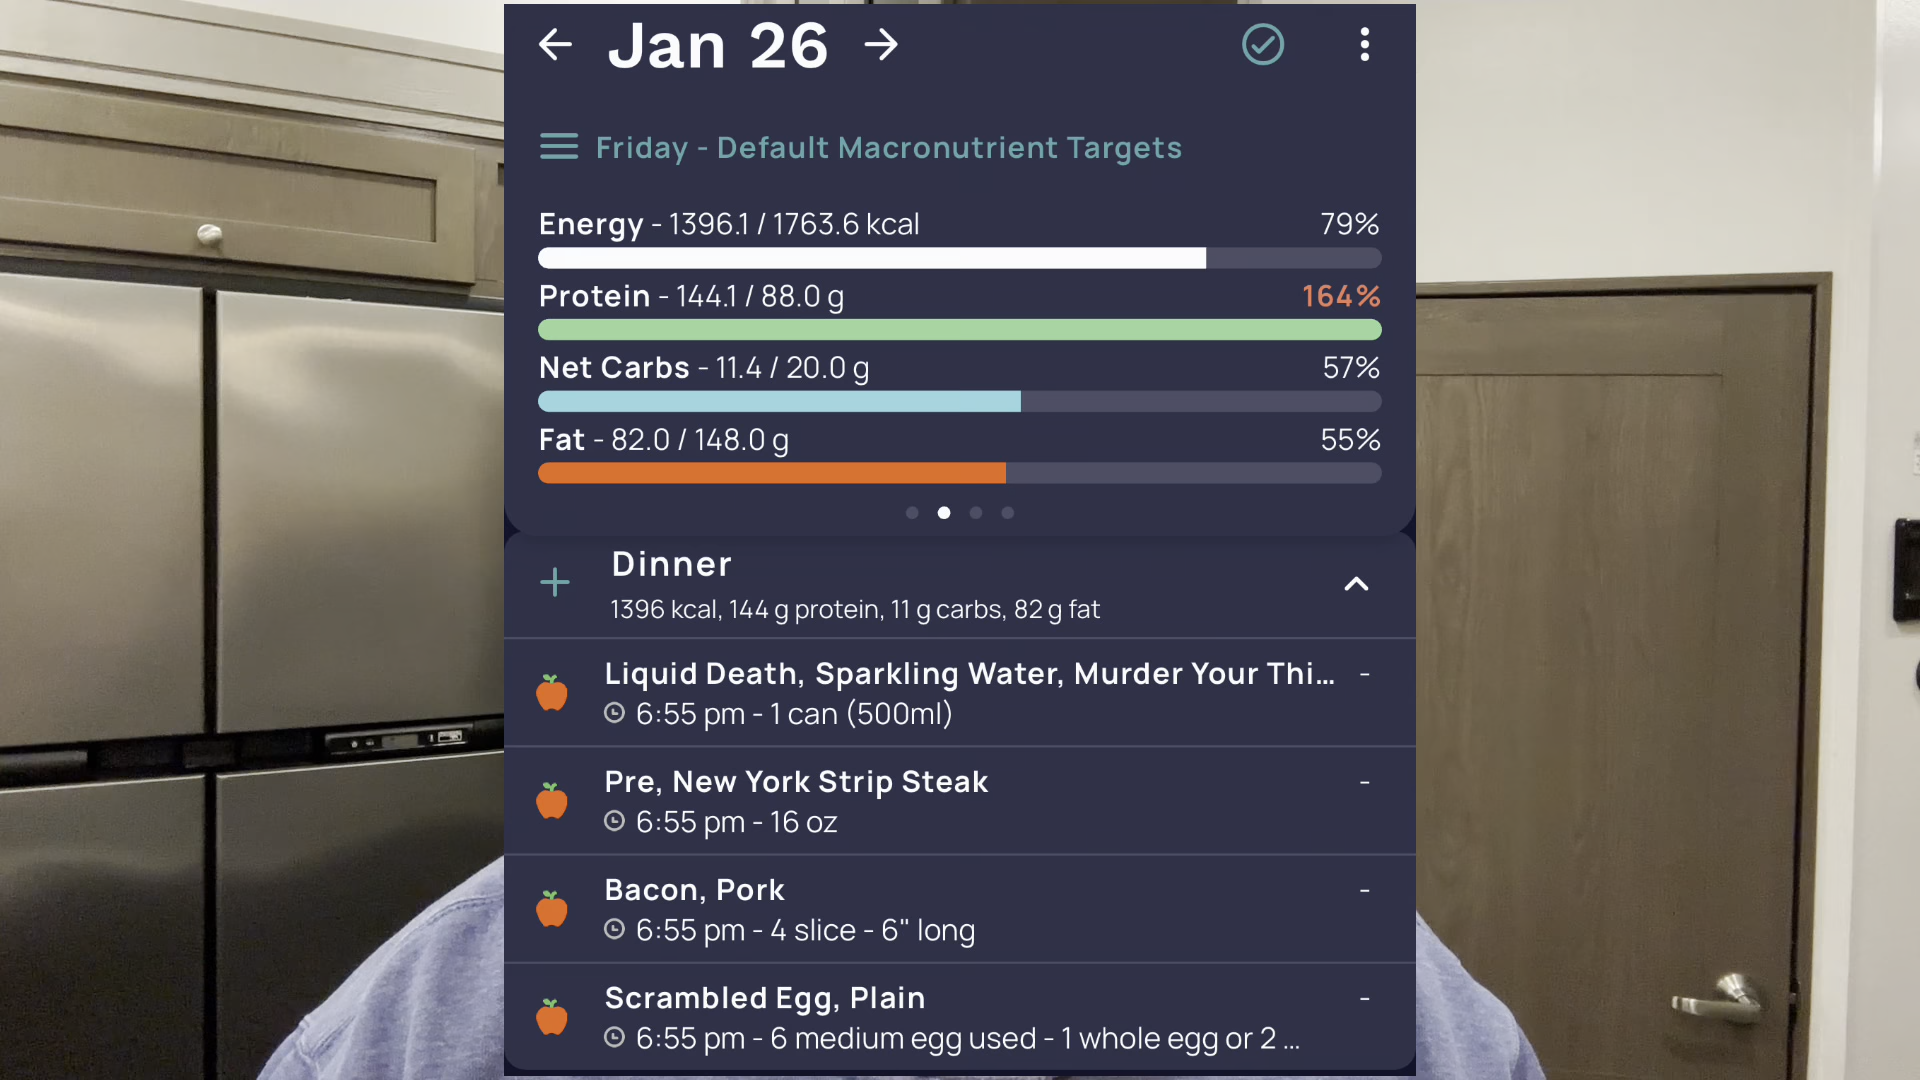 Jan 26
Friday - Default Macronutrient Targets
Energy - 1396.1 / 1763.6 kcal 79%
Protein - 144.1 / 88.0 g 164%
Net Carbs - 11.4 / 20.0 g 57%
Fat - 82.0 / 148.0 g 55%
Dinner
1396 kcal, 144 g protein, 11 g carbs, 82 g fat
Liquid Death, Sparkling Water, Murder Your Thi... -
6:55 pm - 1 can (500ml)
Pre, New York Strip Steak -
6:55 pm - 16 oz
Bacon, Pork -
6:55 pm - 4 slice - 6" long
Scrambled Egg, Plain -
6:55 pm - 6 medium egg used - 1 whole egg or 2 ...